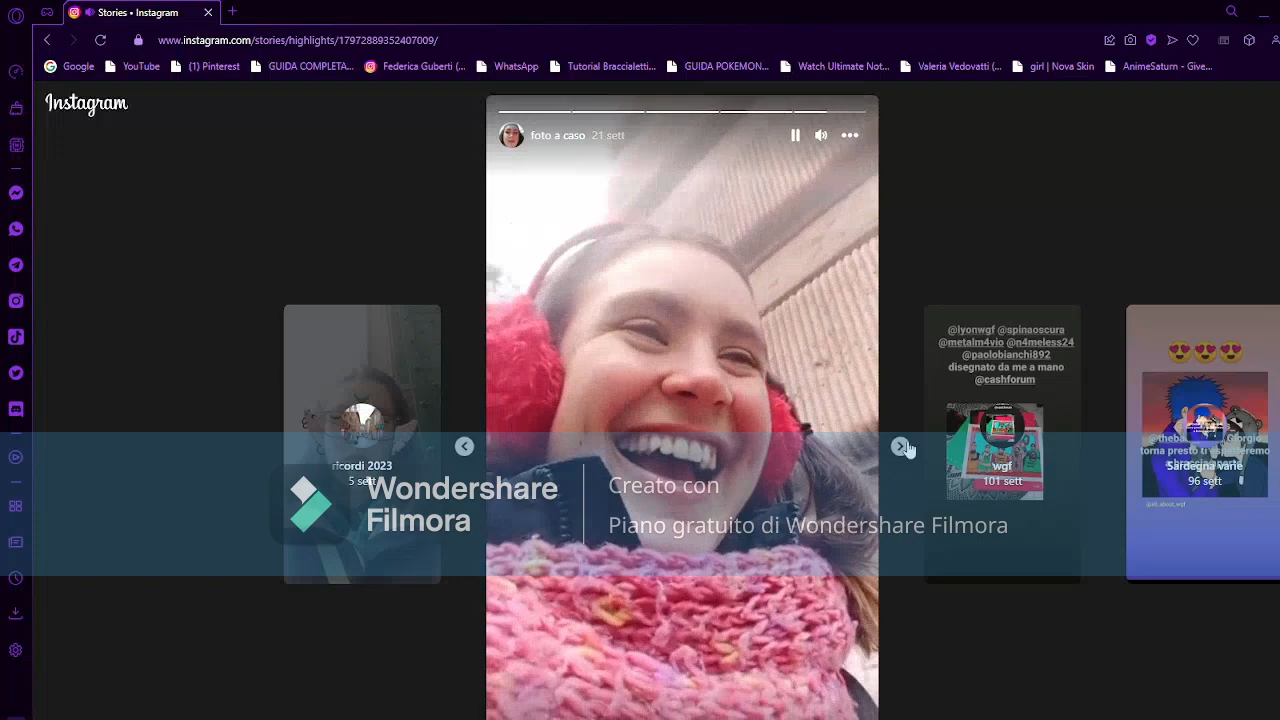 Stories • Instagram
www.instagram.com/stories/highlights/17972889352407009/
Google
YouTube
(1) Pinterest
GUIDA COMPLETA...
Federica Guberti (...
WhatsApp
Tutorial Braccialetti...
GUIDA POKEMON...
Watch Ultimate Not...
Valeria Vedovatti (...
girl | Nova Skin
AnimeSaturn - Give...
Instagram
foto a caso 21 sett
ricordi 2023
5 sett
@lyonwgf @spinaoscura
@metalm4vio @n4meless24
@paolobianchi892
disegnato da me a mano
@cashforum
wgf
101 sett
Giorgio
Sardegna varie
96 sett
Wondershare
Filmora
Creato con
Piano gratuito di Wondershare Filmora